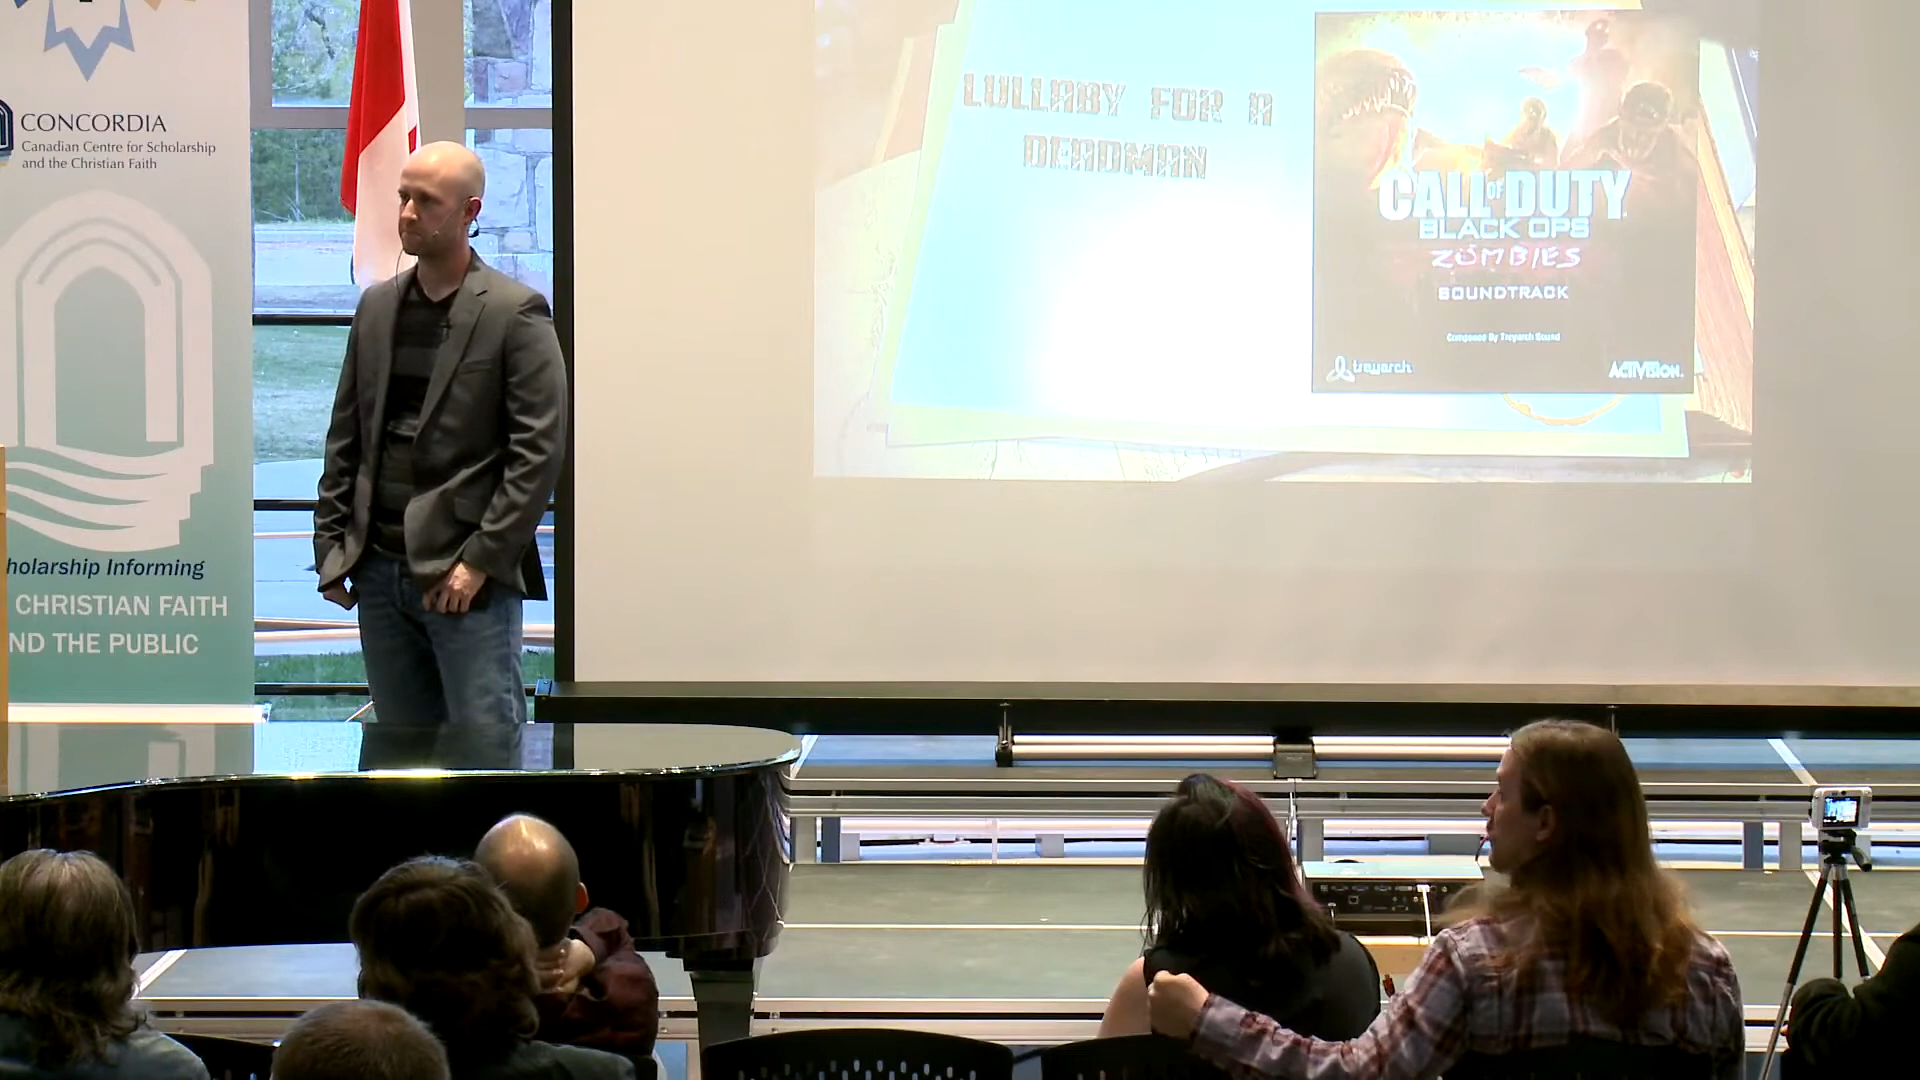 CONCORDIA
Canadian Centre for Scholarship
and the Christian Faith
holarship Informing
CHRISTIAN FAITH
ND THE PUBLIC
LULLABY FOR A
DEADMAN
CALL OF DUTY
BLACK OPS
ZOMBIES
SOUNDTRACK
Composed By Treyarch Sound
treyarch
ACTIVISION.